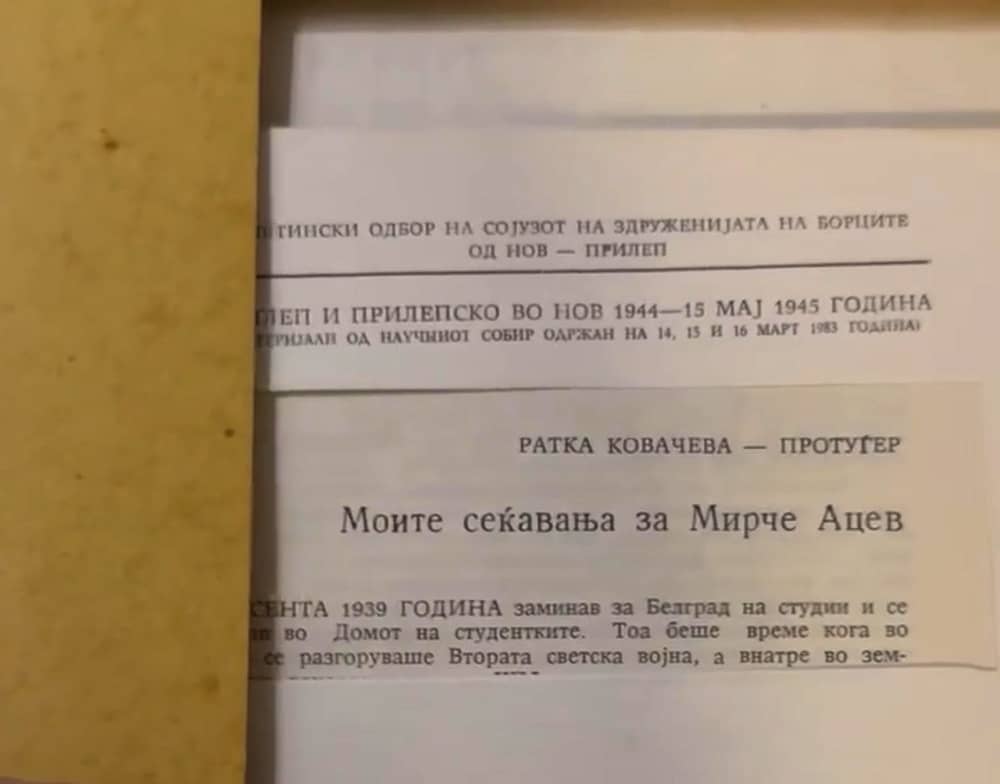 ТИНСКИ ОДБОР НА СОЈУЗОТ НА ЗДРУЖЕНИЈАТА НА БОРЦИТЕ
ОД НОВ — ПРИЛЕП
ЛЕП И ПРИЛЕПСКО ВО НОВ 1944—15 МАЈ 1945 ГОДИНА
ЕРИЈАЛИ ОД НАУЧНИОТ СОБИР ОДРЖАН НА 14, 15 И 16 МАРТ 1983 ГОДИНА)
РАТКА КОВАЧЕВА — ПРОТУЃЕР
Моите сеќавања за Мирче Ацев
СЕНТА 1939 ГОДИНА заминав за Белград на студии и се
во Домот на студентките. Тоа беше време кога во
се разгоруваше Втората светска војна, а внатре во зем-